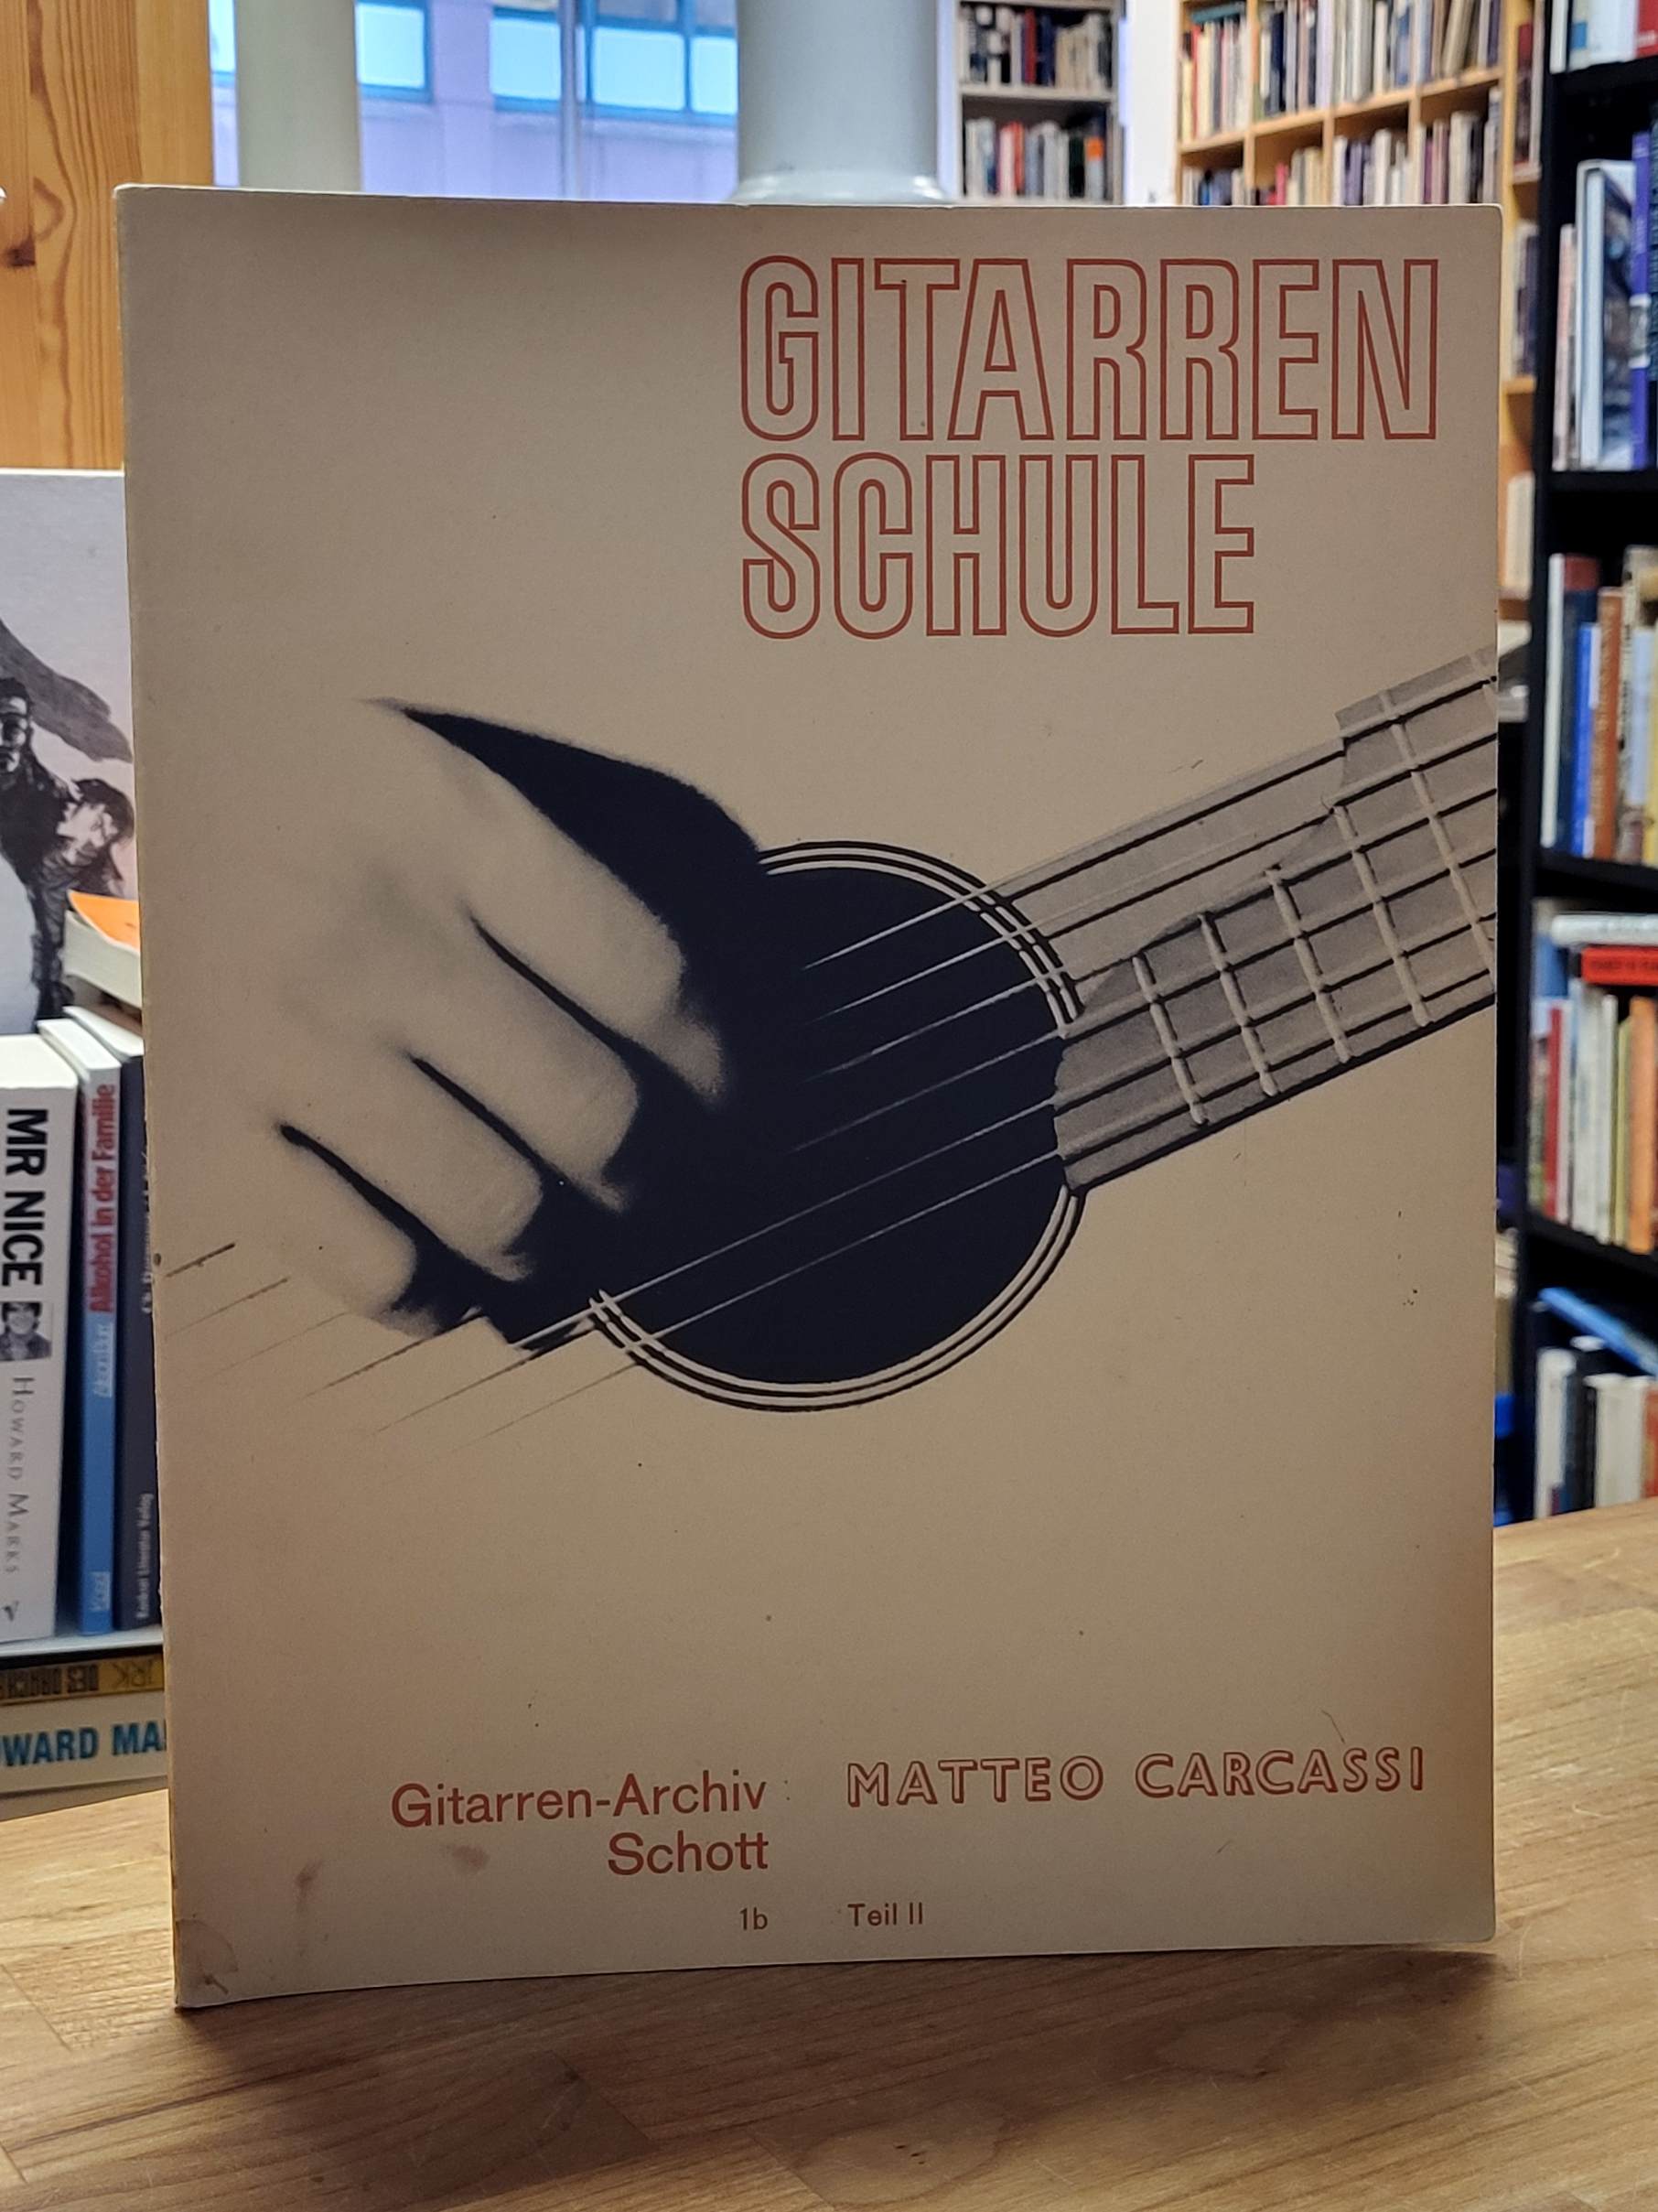 GITARREN
SCHULE
Gitarren-Archiv
Schott
1b
MATTEO CARCASSI
Teil II
MR NICE
HOWARD MARKS
Alkohol in der Familie
WARD MA